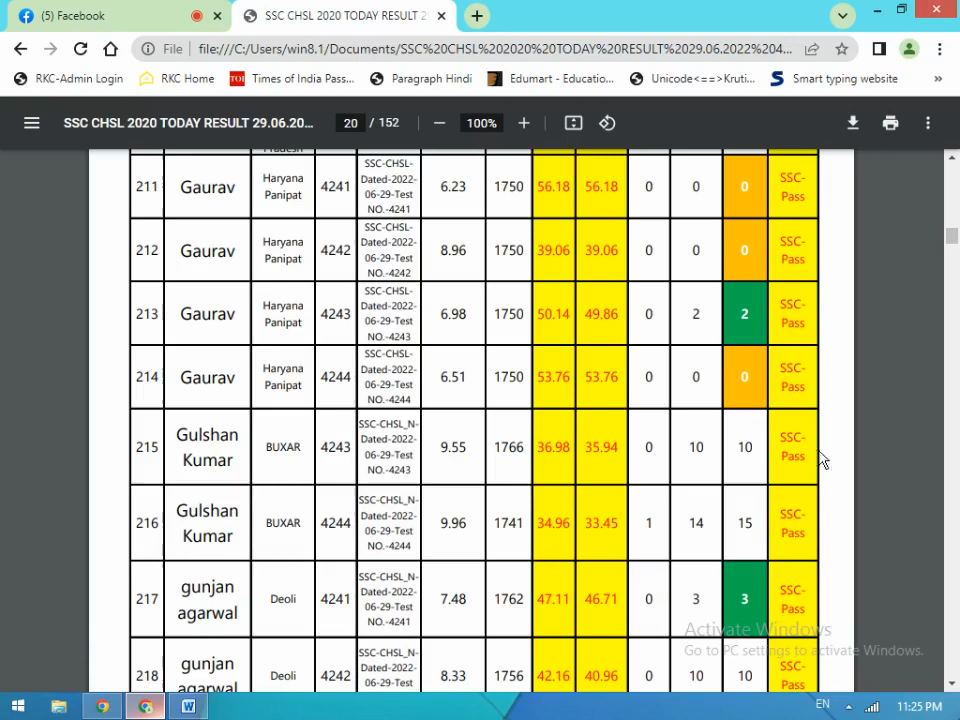 (5) Facebook
SSC CHSL 2020 TODAY RESULT 2
File file:///C:/Users/win8.1/Documents/SSC%20CHSL%202020%20TODAY%20RESULT%2029.06.2022%204...
RKC-Admin Login RKC Home TOI Times of India Pass... Paragraph Hindi Edumart - Educatio... Unicode<==>Kruti... Smart typing website »
SSC CHSL 2020 TODAY RESULT 29.06.20... 20 / 152 100%
Pradesh
211 Gaurav Haryana Panipat 4241 SSC-CHSL-Dated-2022-06-29-Test NO.-4241 6.23 1750 56.18 56.18 0 0 0 SSC-Pass
212 Gaurav Haryana Panipat 4242 SSC-CHSL-Dated-2022-06-29-Test NO.-4242 8.96 1750 39.06 39.06 0 0 0 SSC-Pass
213 Gaurav Haryana Panipat 4243 SSC-CHSL-Dated-2022-06-29-Test NO.-4243 6.98 1750 50.14 49.86 0 2 2 SSC-Pass
214 Gaurav Haryana Panipat 4244 SSC-CHSL-Dated-2022-06-29-Test NO.-4244 6.51 1750 53.76 53.76 0 0 0 SSC-Pass
215 Gulshan Kumar BUXAR 4243 SSC-CHSL_N-Dated-2022-06-29-Test NO.-4243 9.55 1766 36.98 35.94 0 10 10 SSC-Pass
216 Gulshan Kumar BUXAR 4244 SSC-CHSL_N-Dated-2022-06-29-Test NO.-4244 9.96 1741 34.96 33.45 1 14 15 SSC-Pass
217 gunjan agarwal Deoli 4241 SSC-CHSL_N-Dated-2022-06-29-Test NO.-4241 7.48 1762 47.11 46.71 0 3 3 SSC-Pass
218 gunjan agarwal Deoli 4242 SSC-CHSL_N-Dated-2022-06-29-Test 8.33 1756 42.16 40.96 0 10 10 SSC-Pass
Activate Windows
Go to PC settings to activate Windows.
EN 11:25 PM